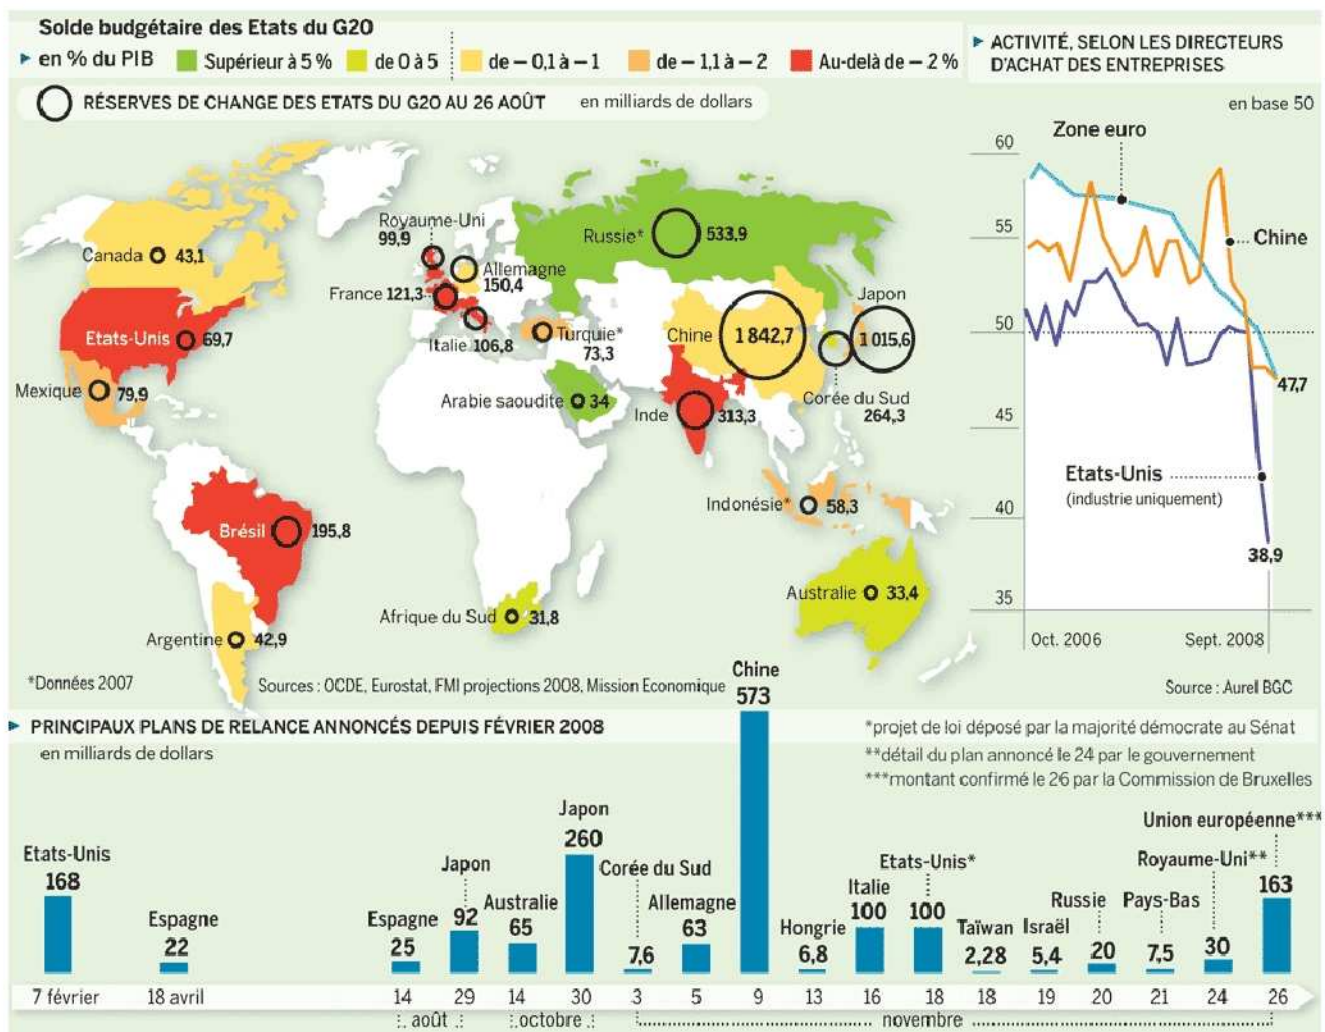 Solde budgétaire des Etats du G20
en % du PIB
Supérieur à 5 %
de 0 à 5
de – 0,1 à – 1
de – 1,1 à – 2
Au-delà de – 2 %
RÉSERVES DE CHANGE DES ETATS DU G20 AU 26 AOÛT en milliards de dollars
Royaume-Uni
99,9
Russie* 533,9
Canada 43,1
Allemagne
150,4
France 121,3
Japon
1 015,6
Etats-Unis 69,7
Chine 1 842,7
Turquie*
73,3
Italie 106,8
Mexique 79,9
Arabie saoudite 34
Inde 313,3
Corée du Sud
264,3
Indonésie* 58,3
Brésil 195,8
Australie 33,4
Afrique du Sud 31,8
Argentine 42,9
*Données 2007
Sources : OCDE, Eurostat, FMI projections 2008, Mission Economique
ACTIVITÉ, SELON LES DIRECTEURS
D'ACHAT DES ENTREPRISES
en base 50
Zone euro
60
55
Chine
50
47,7
45
Etats-Unis
(industrie uniquement)
40
38,9
35
Oct. 2006
Sept. 2008
Source : Aurel BGC
PRINCIPAUX PLANS DE RELANCE ANNONCÉS DEPUIS FÉVRIER 2008
en milliards de dollars
*projet de loi déposé par la majorité démocrate au Sénat
**détail du plan annoncé le 24 par le gouvernement
***montant confirmé le 26 par la Commission de Bruxelles
Etats-Unis
168
Espagne
22
Espagne
25
Japon
92
Australie
65
Japon
260
Corée du Sud
7,6
Allemagne
63
Chine
573
Hongrie
6,8
Italie
100
Etats-Unis*
100
Taïwan
2,28
Israël
5,4
Russie
20
Pays-Bas
7,5
Royaume-Uni**
30
Union européenne***
163
7 février
18 avril
14
29
14
30
3
5
9
13
16
18
18
19
20
21
24
26
août
octobre
novembre